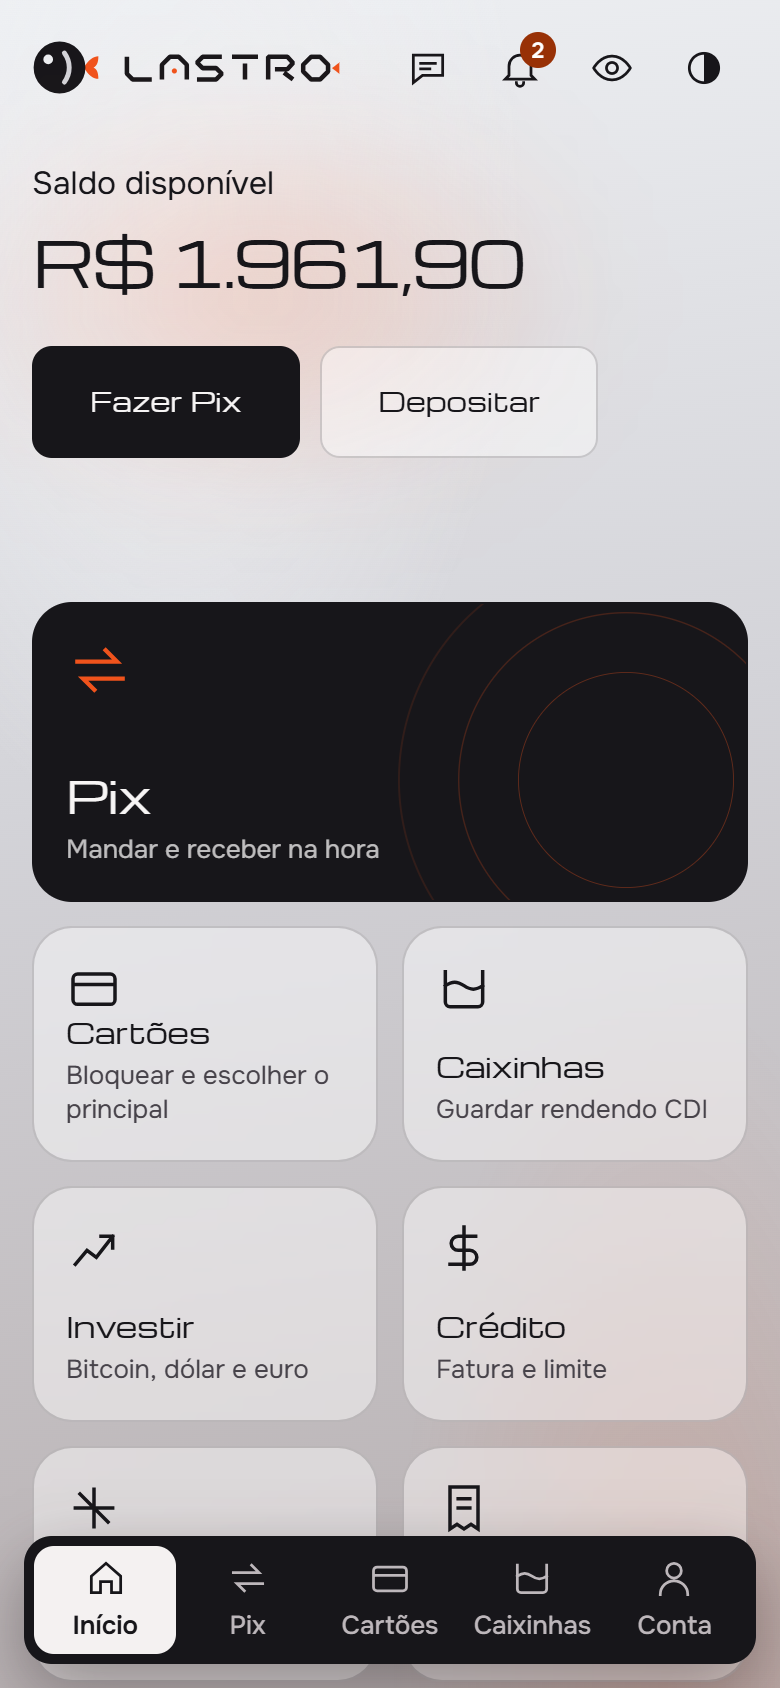 LASTRO
2
Saldo disponível
R$ 1.961,90
Fazer Pix
Depositar
Pix
Mandar e receber na hora
Cartões
Bloquear e escolher o
principal
Caixinhas
Guardar rendendo CDI
Investir
Bitcoin, dólar e euro
Crédito
Fatura e limite
Início
Pix
Cartões
Caixinhas
Conta